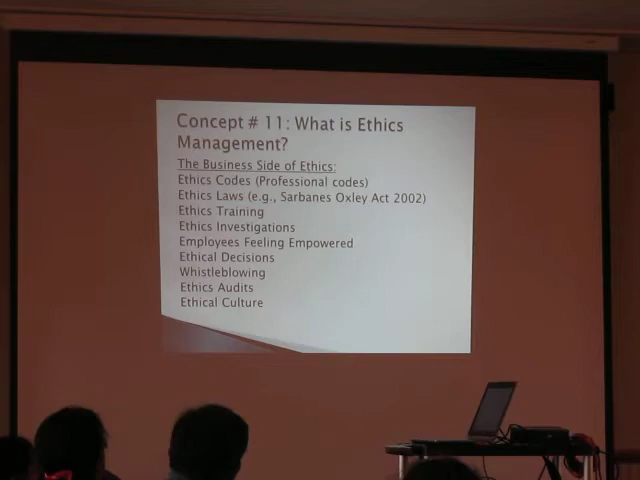 Concept # 11: What is Ethics
Management?
The Business Side of Ethics:
Ethics Codes (Professional codes)
Ethics Laws (e.g., Sarbanes Oxley Act 2002)
Ethics Training
Ethics Investigations
Employees Feeling Empowered
Ethical Decisions
Whistleblowing
Ethics Audits
Ethical Culture